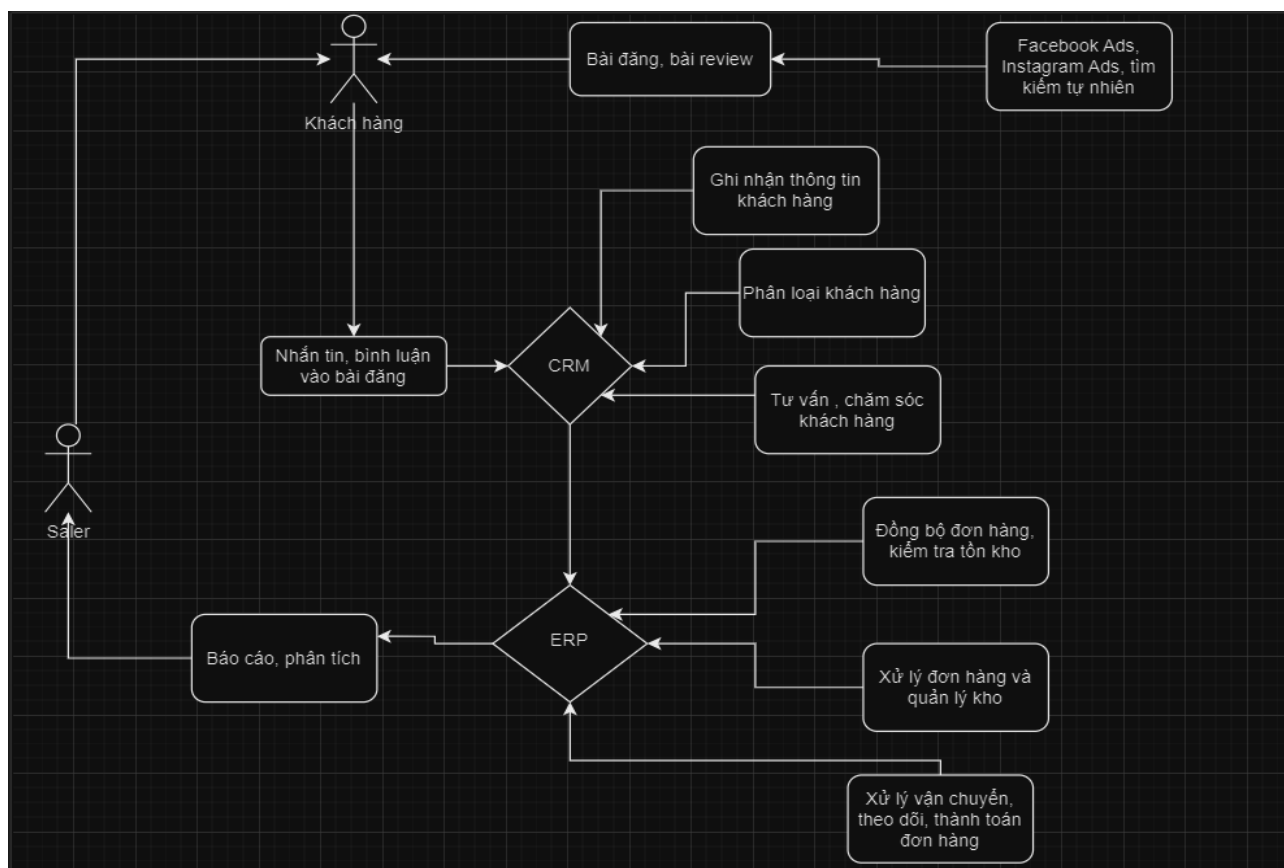 Bài đăng, bài review
Facebook Ads,
Instagram Ads, tìm
kiếm tự nhiên
Khách hàng
Ghi nhận thông tin
khách hàng
Phân loại khách hàng
Nhắn tin, bình luận
vào bài đăng
CRM
Tư vấn , chăm sóc
khách hàng
Saler
Đồng bộ đơn hàng,
kiểm tra tồn kho
Báo cáo, phân tích
ERP
Xử lý đơn hàng và
quản lý kho
Xử lý vận chuyển,
theo dõi, thành toán
đơn hàng